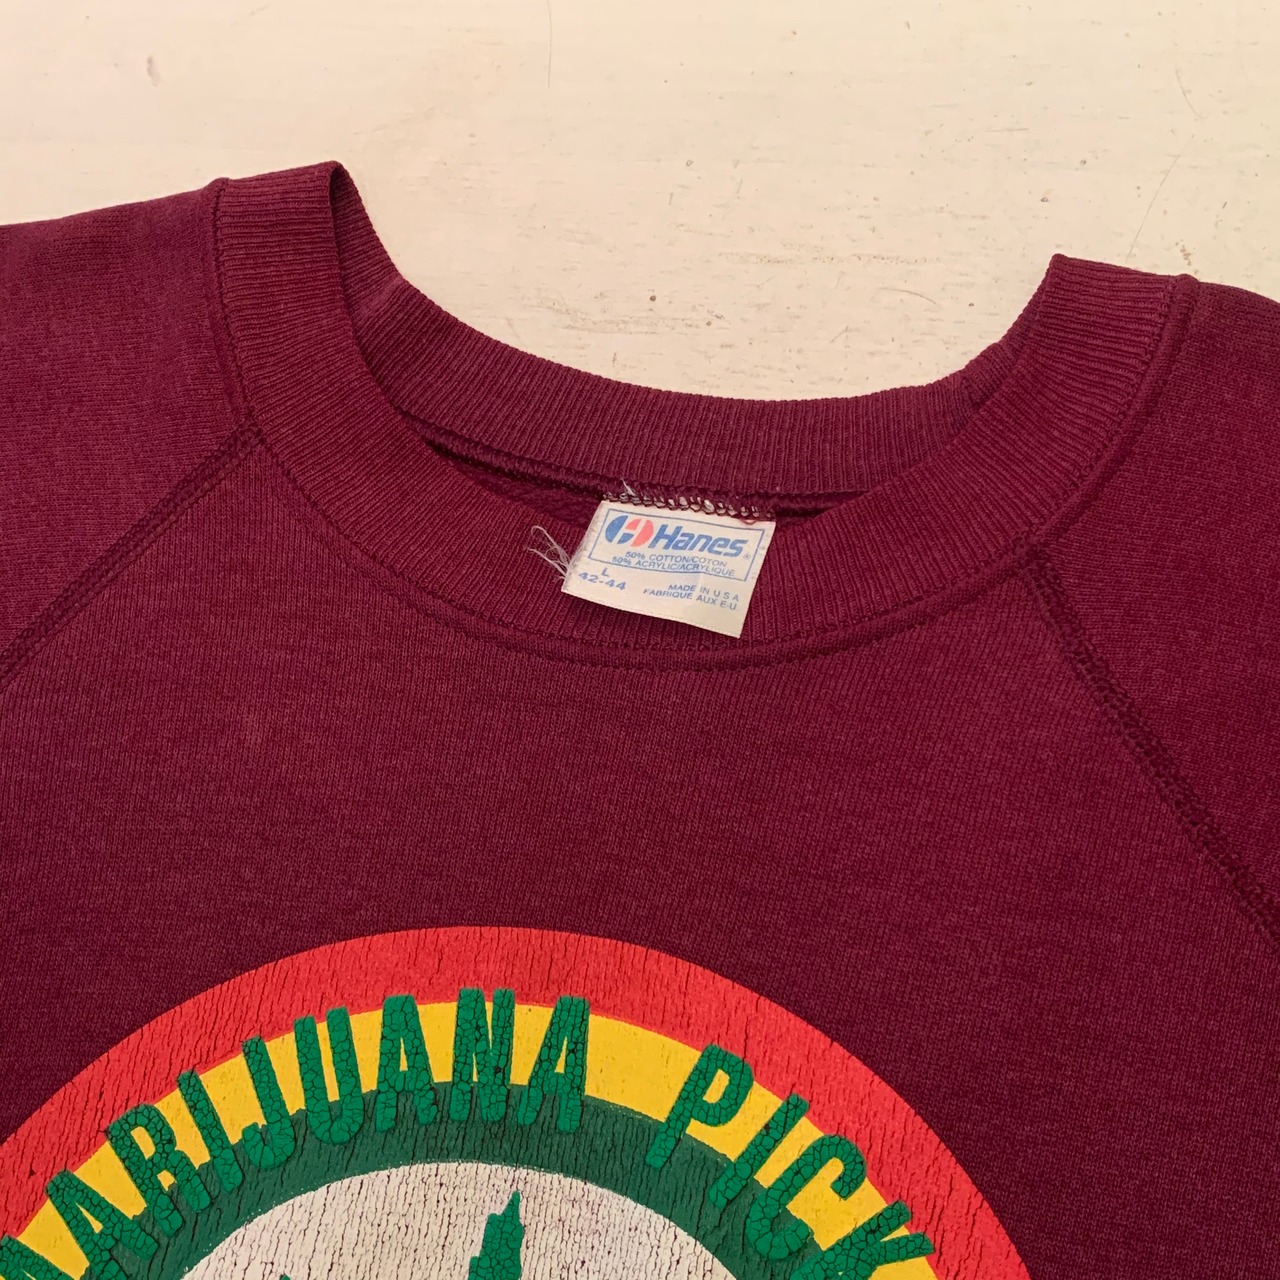 Hanes®
50% COTTON/COTON
50% ACRYLIC/ACRYLIQUE
L
42-44
MADE IN U S A
FABRIQUE AUX E-U.
MARIJUANA PICK